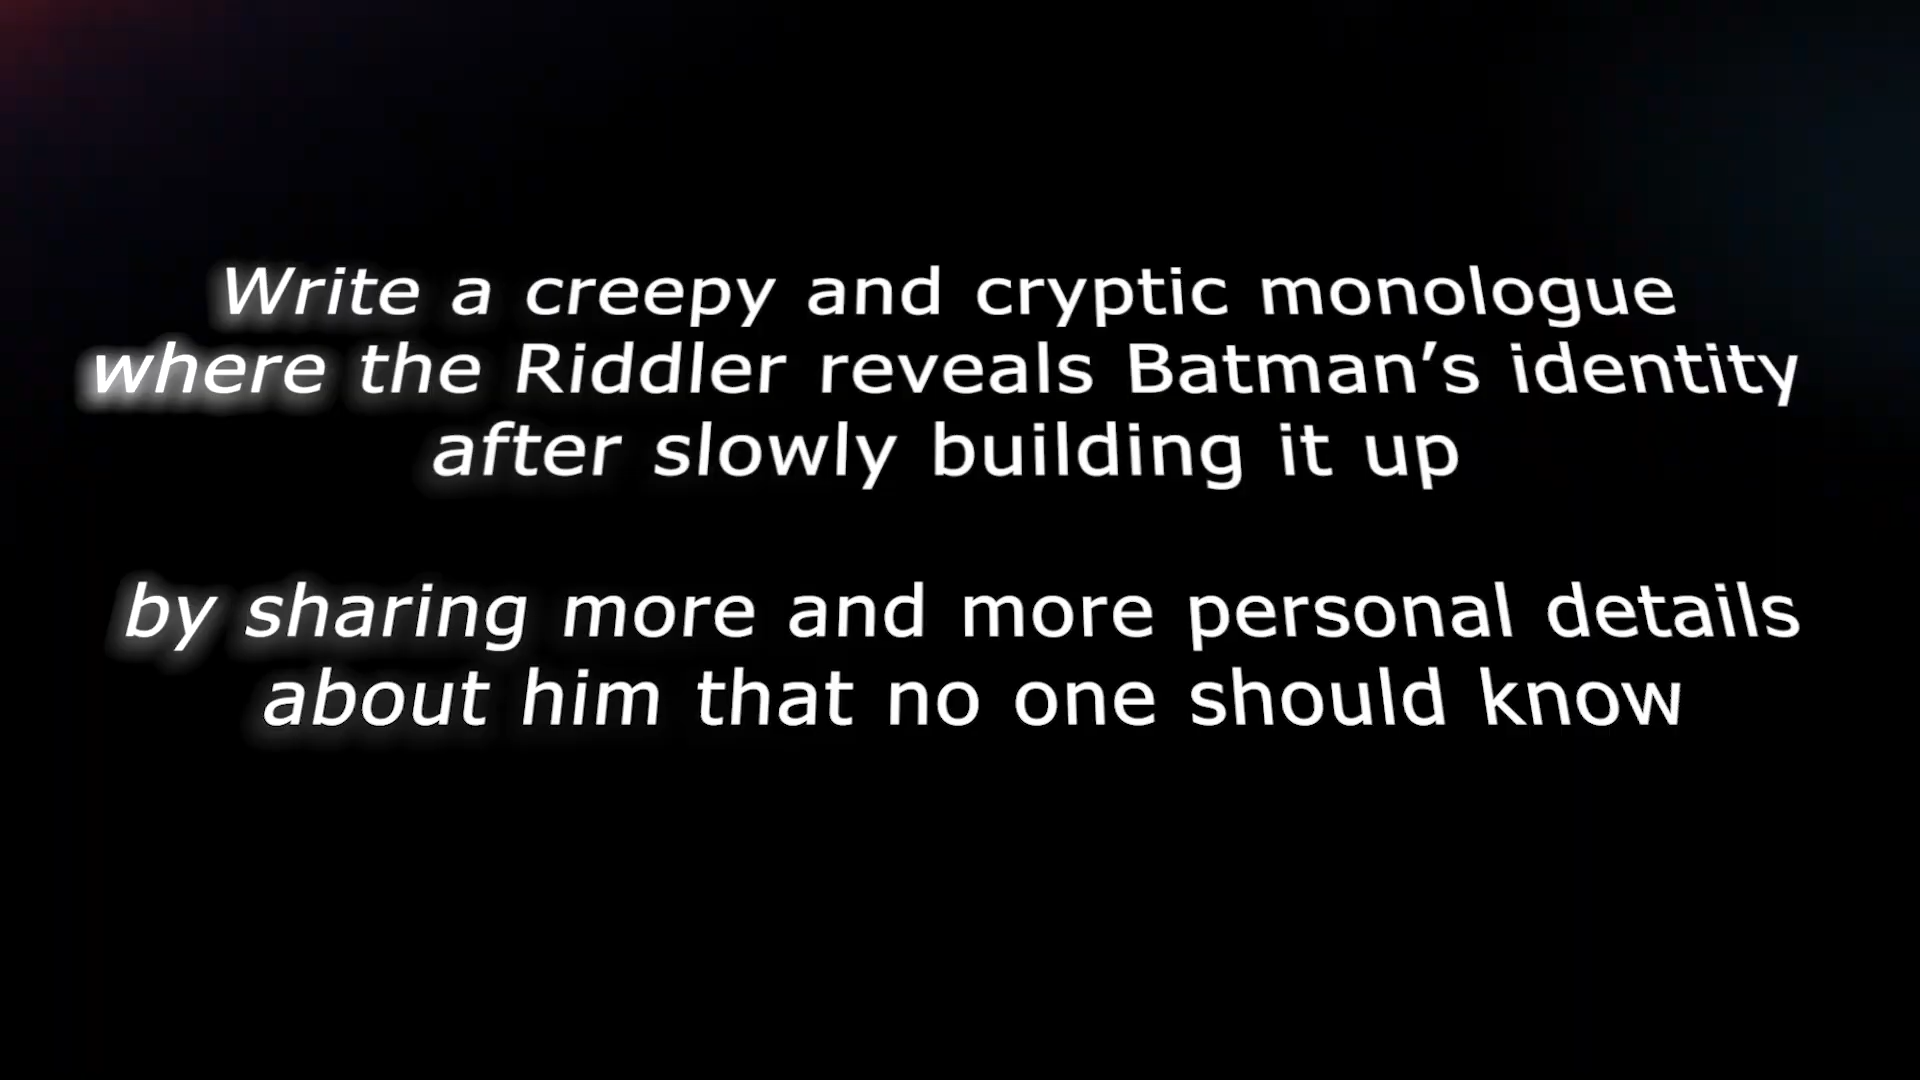 Write a creepy and cryptic monologue
where the Riddler reveals Batman’s identity
after slowly building it up
by sharing more and more personal details
about him that no one should know